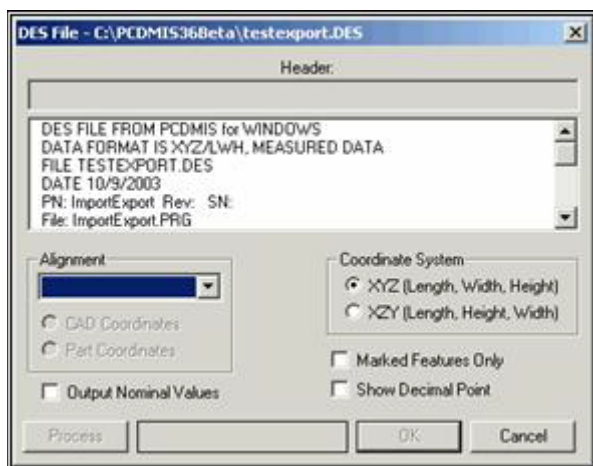 DES File - C:\PCDMIS36Beta\testexport.DES
Header:
DES FILE FROM PCDMIS for WINDOWS
DATA FORMAT IS XYZ/LWH, MEASURED DATA
FILE TESTEXPORT.DES
DATE 10/9/2003
PN: ImportExport Rev: SN:
File: ImportExport.PRG
Alignment
CAD Coordinates
Part Coordinates
Output Nominal Values
Coordinate System
XYZ (Length, Width, Height)
XZY (Length, Height, Width)
Marked Features Only
Show Decimal Point
Process
OK
Cancel